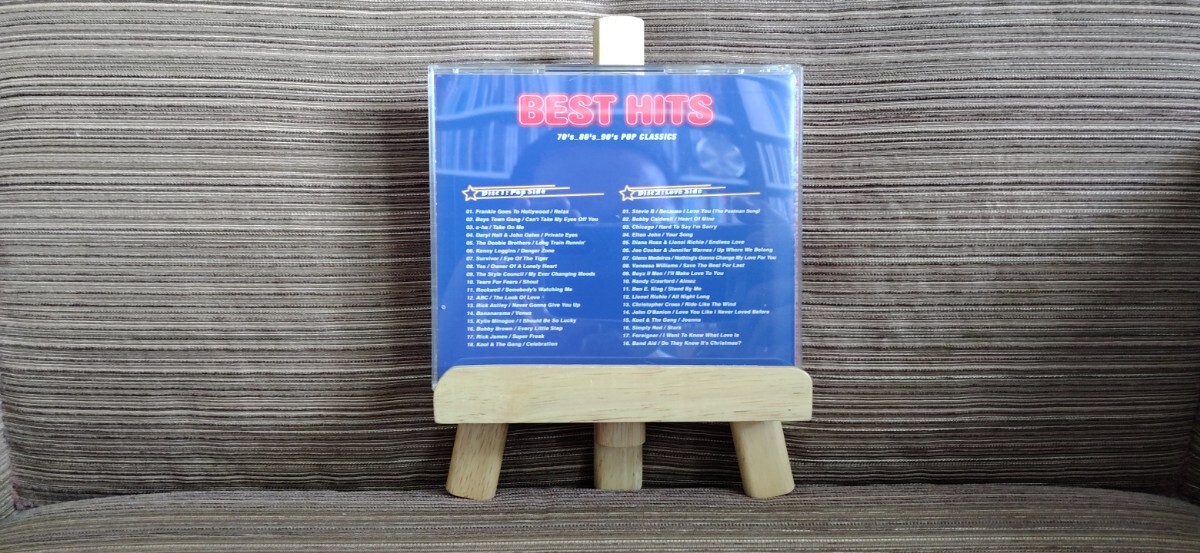 BEST HITS
70's_80's_90's POP CLASSICS
Disc 1 : Pop Side
01. Frankie Goes To Hollywood / Relax
02. Boys Town Gang / Can't Take My Eyes Off You
03. a-ha / Take On Me
04. Daryl Hall & John Oates / Private Eyes
05. The Doobie Brothers / Long Train Runnin'
06. Kenny Loggins / Danger Zone
07. Survivor / Eye Of The Tiger
08. Yes / Owner Of A Lonely Heart
09. The Style Council / My Ever Changing Moods
10. Tears For Fears / Shout
11. Rockwell / Somebody's Watching Me
12. ABC / The Look Of Love
13. Rick Astley / Never Gonna Give You Up
14. Bananarama / Venus
15. Kylie Minogue / I Should Be So Lucky
16. Bobby Brown / Every Little Step
17. Rick James / Super Freak
18. Kool & The Gang / Celebration
Disc 2 : Love Side
01. Stevie B / Because I Love You (The Postman Song)
02. Bobby Caldwell / Heart Of Mine
03. Chicago / Hard To Say I'm Sorry
04. Elton John / Your Song
05. Diana Ross & Lionel Richie / Endless Love
06. Joe Cocker & Jennifer Warnes / Up Where We Belong
07. Glenn Medeiros / Nothing's Gonna Change My Love For You
08. Vanessa Williams / Save The Best For Last
09. Boys II Men / I'll Make Love To You
10. Randy Crawford / Almaz
11. Ben E. King / Stand By Me
12. Lionel Richie / All Night Long
13. Christopher Cross / Ride Like The Wind
14. John O'Banion / Love You Like I Never Loved Before
15. Kool & The Gang / Joanna
16. Simply Red / Stars
17. Foreigner / I Want To Know What Love Is
18. Band Aid / Do They Know It's Christmas?